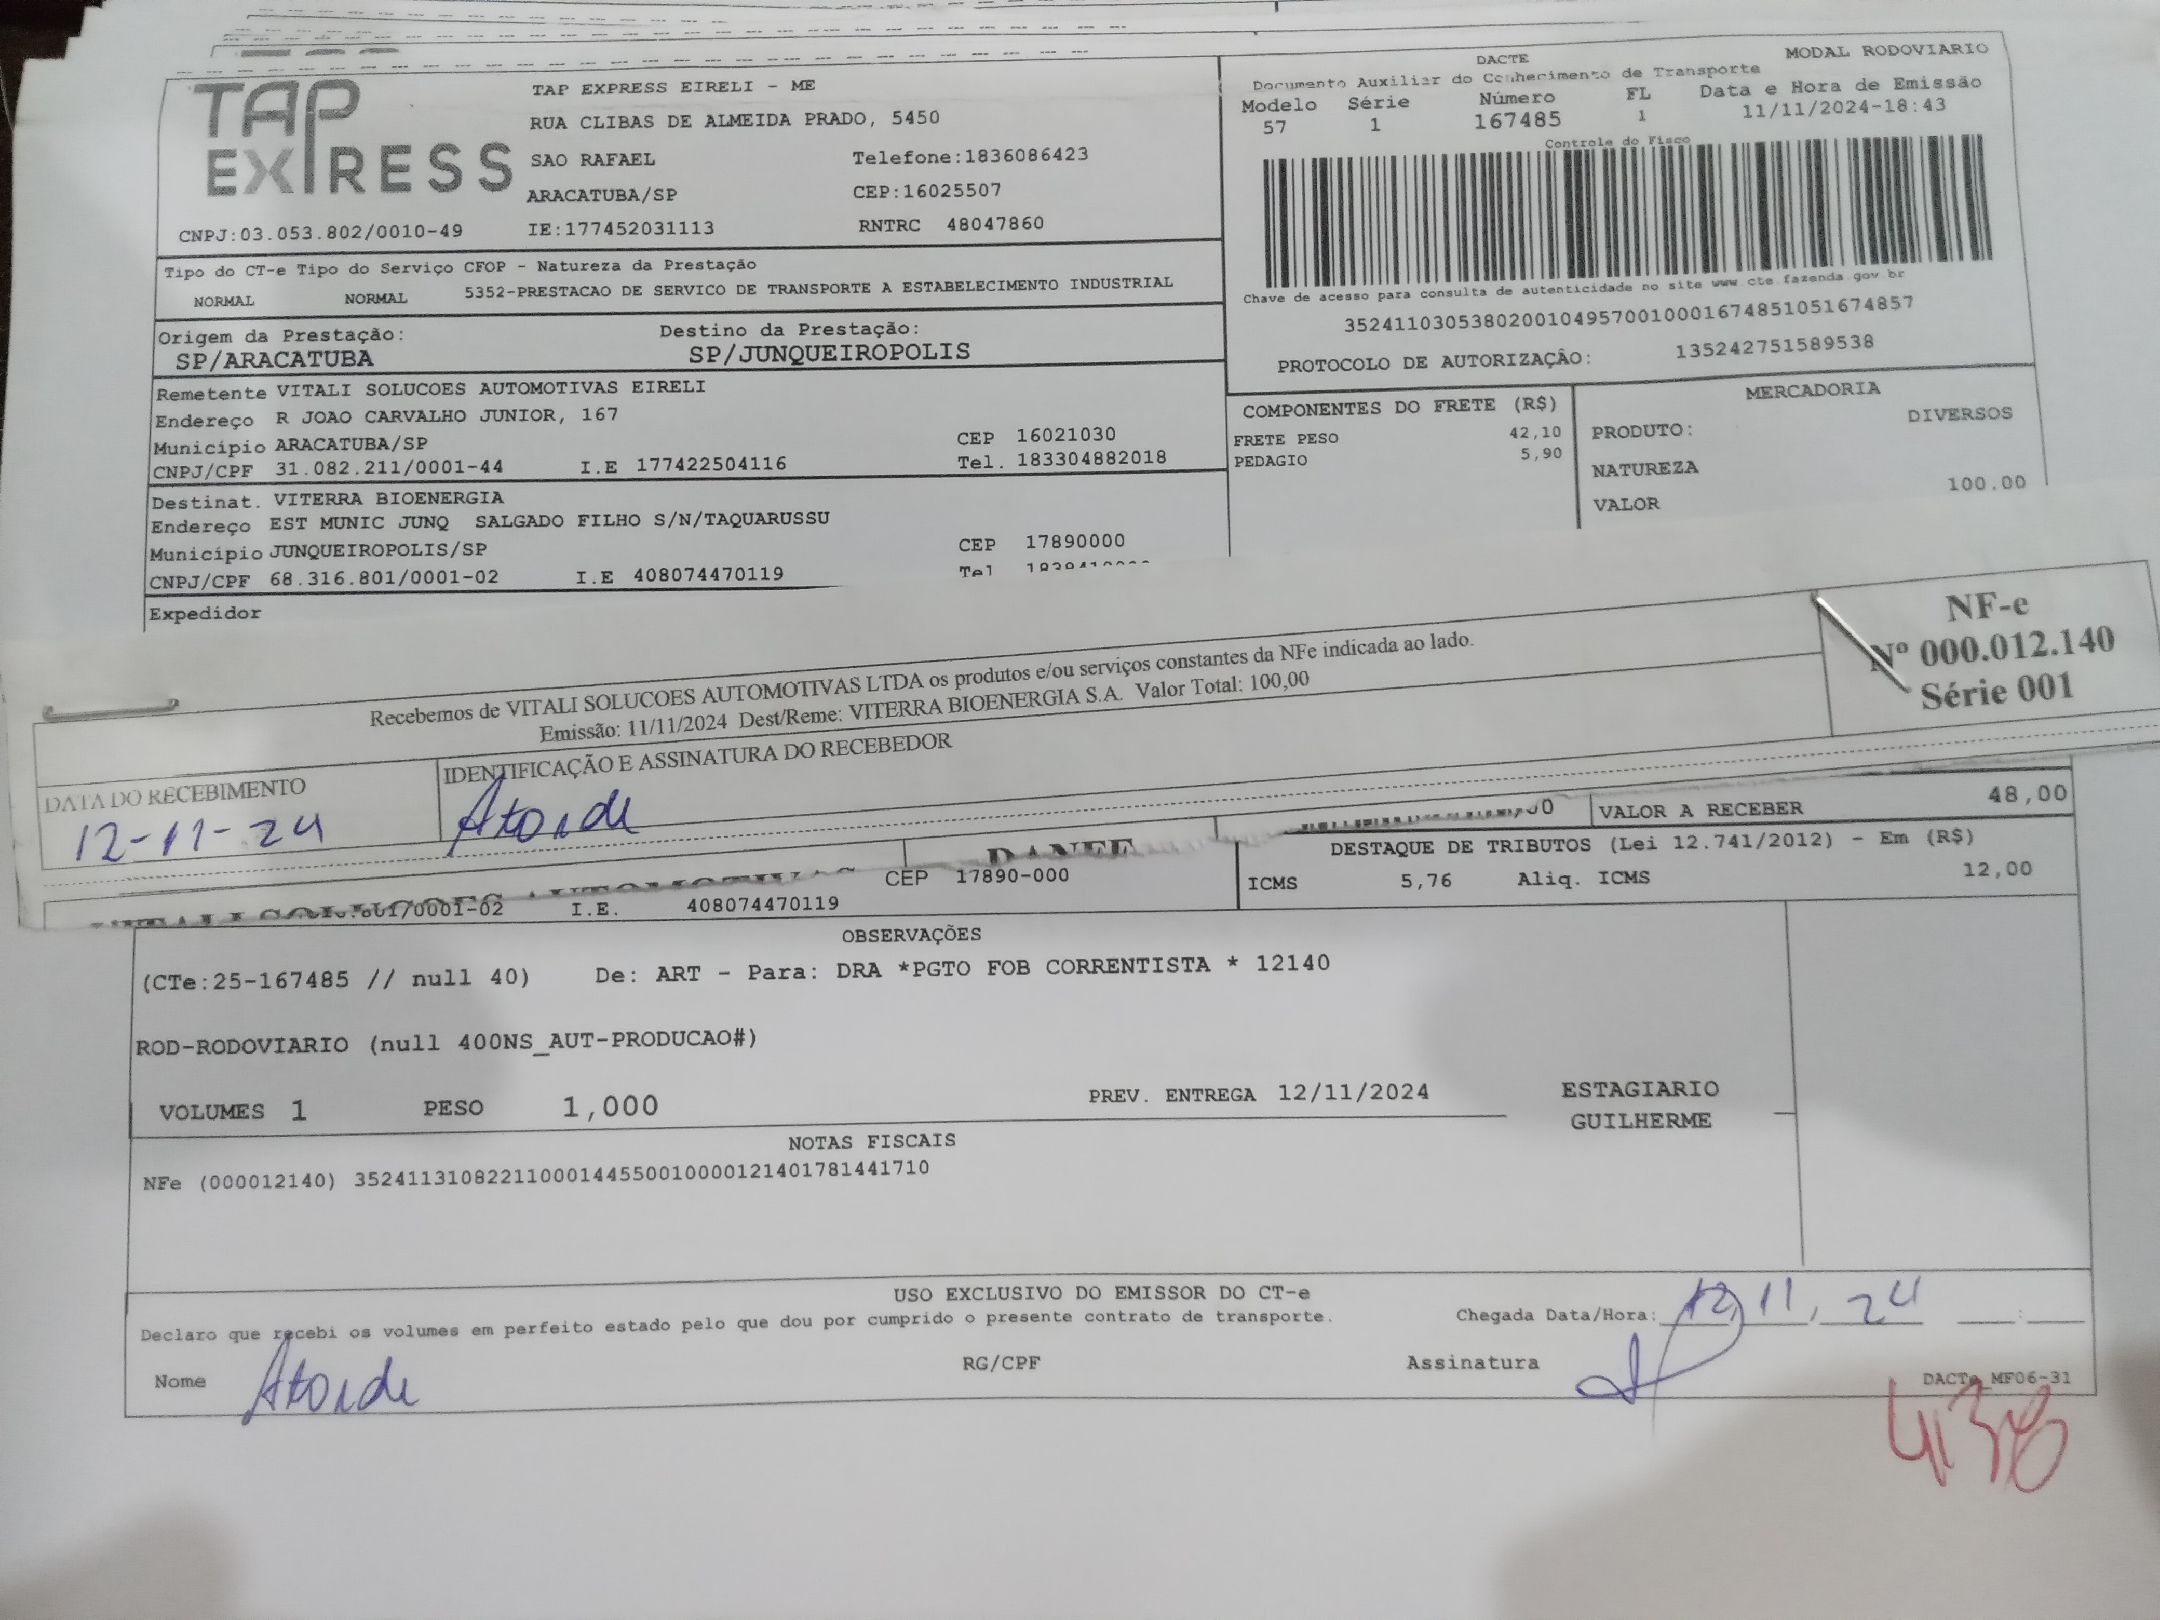 TAP EXPRESS
TAP EXPRESS EIRELI - ME
RUA CLIBAS DE ALMEIDA PRADO, 5450
SAO RAFAEL Telefone:1836086423
ARACATUBA/SP CEP:16025507
CNPJ:03.053.802/0010-49 IE:177452031113 RNTRC 48047860
DACTE MODAL RODOVIARIO
Documento Auxiliar do Conhecimento de Transporte
Modelo Série Número FL Data e Hora de Emissão
57 1 167485 1 11/11/2024-18:43
Controle do Fisco
Chave de acesso para consulta de autenticidade no site www.cte.fazenda.gov.br
35241103053802001049570010001674851051674857
PROTOCOLO DE AUTORIZAÇÃO: 135242751589538
Tipo do CT-e Tipo do Serviço CFOP - Natureza da Prestação
NORMAL NORMAL 5352-PRESTACAO DE SERVICO DE TRANSPORTE A ESTABELECIMENTO INDUSTRIAL
Origem da Prestação: Destino da Prestação:
SP/ARACATUBA SP/JUNQUEIROPOLIS
Remetente VITALI SOLUCOES AUTOMOTIVAS EIRELI
Endereço R JOAO CARVALHO JUNIOR, 167
Município ARACATUBA/SP CEP 16021030
CNPJ/CPF 31.082.211/0001-44 I.E 177422504116 Tel. 183304882018
Destinat. VITERRA BIOENERGIA
Endereço EST MUNIC JUNQ SALGADO FILHO S/N/TAQUARUSSU
Município JUNQUEIROPOLIS/SP CEP 17890000
CNPJ/CPF 68.316.801/0001-02 I.E 408074470119 Tel
Expedidor
COMPONENTES DO FRETE (R$)
FRETE PESO 42,10
PEDAGIO 5,90
MERCADORIA
PRODUTO: DIVERSOS
NATUREZA
VALOR 100.00
Recebemos de VITALI SOLUCOES AUTOMOTIVAS LTDA os produtos e/ou serviços constantes da NFe indicada ao lado.
Emissão: 11/11/2024 Dest/Reme: VITERRA BIOENERGIA S.A. Valor Total: 100,00
NF-e
Nº 000.012.140
Série 001
DATA DO RECEBIMENTO IDENTIFICAÇÃO E ASSINATURA DO RECEBEDOR
12-11-24
VALOR A RECEBER 48,00
DANFE
CEP 17890-000
I.E. 408074470119
DESTAQUE DE TRIBUTOS (Lei 12.741/2012) - Em (R$)
ICMS 5,76 Aliq. ICMS 12,00
OBSERVAÇÕES
(CTe:25-167485 // null 40) De: ART - Para: DRA *PGTO FOB CORRENTISTA * 12140
ROD-RODOVIARIO (null 400NS_AUT-PRODUCAO#)
VOLUMES 1 PESO 1,000 PREV. ENTREGA 12/11/2024
ESTAGIARIO
GUILHERME
NOTAS FISCAIS
NFe (000012140) 35241131082211000144550010000121401781441710
USO EXCLUSIVO DO EMISSOR DO CT-e
Declaro que recebi os volumes em perfeito estado pelo que dou por cumprido o presente contrato de transporte. Chegada Data/Hora: 12 11 24
Nome RG/CPF Assinatura
DACTe_MF06-31